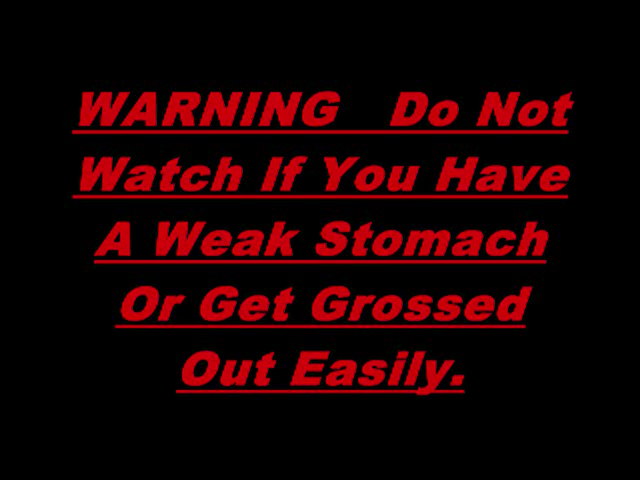 WARNING   Do Not
Watch If You Have
A Weak Stomach
Or Get Grossed
Out Easily.